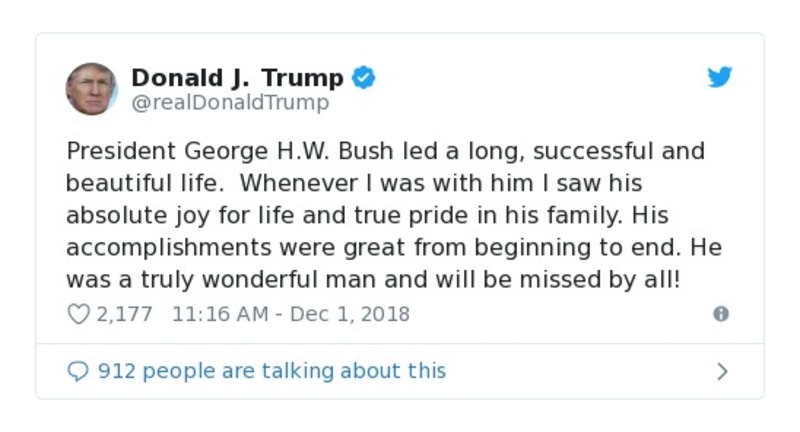 Donald J. Trump
@realDonaldTrump
President George H.W. Bush led a long, successful and
beautiful life.  Whenever I was with him I saw his
absolute joy for life and true pride in his family. His
accomplishments were great from beginning to end. He
was a truly wonderful man and will be missed by all!
2,177   11:16 AM - Dec 1, 2018
912 people are talking about this